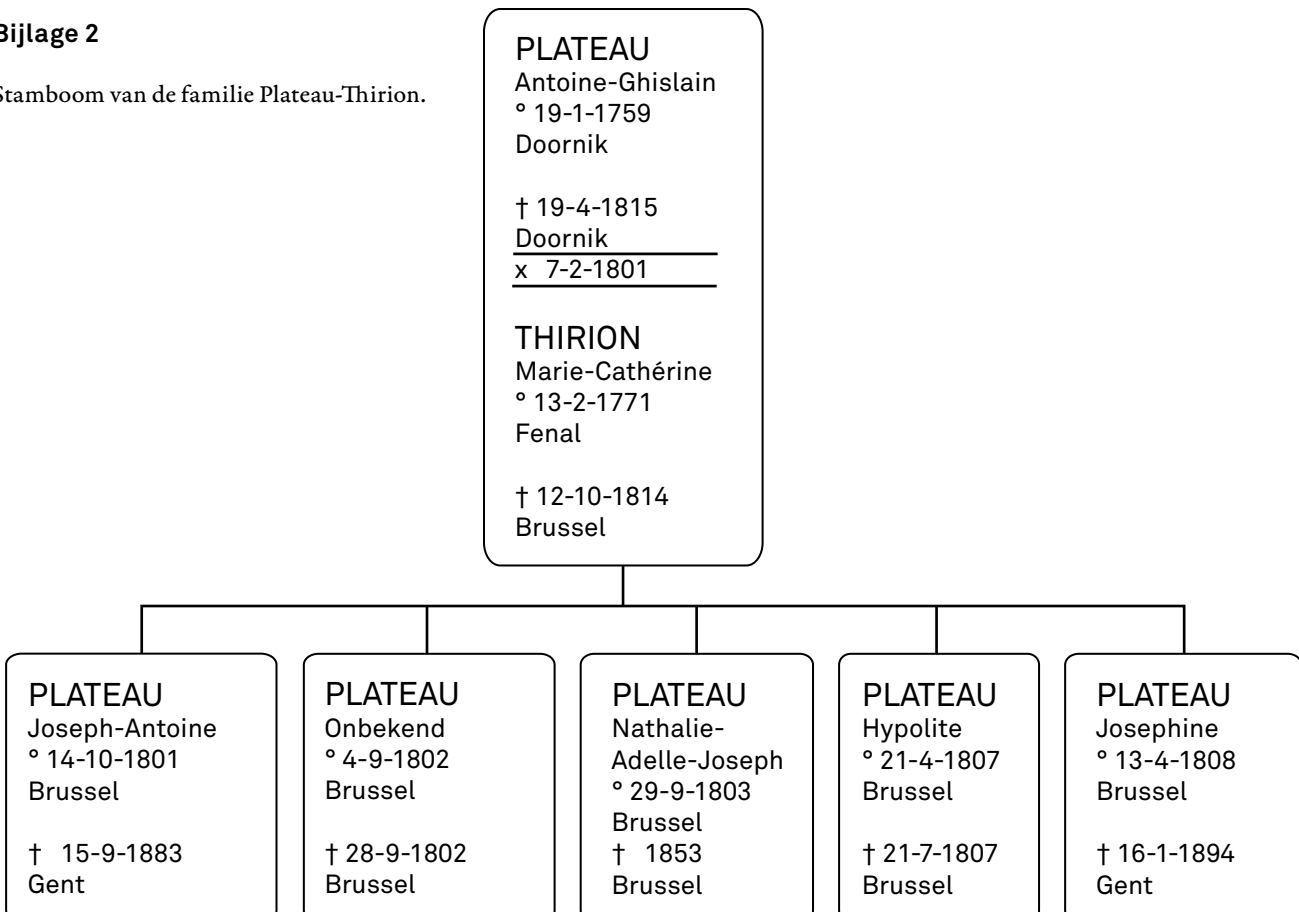 Bijlage 2
Stamboom van de familie Plateau-Thirion.
PLATEAU
Antoine-Ghislain
° 19-1-1759
Doornik
† 19-4-1815
Doornik
x 7-2-1801
THIRION
Marie-Cathérine
° 13-2-1771
Fenal
† 12-10-1814
Brussel
PLATEAU
Joseph-Antoine
° 14-10-1801
Brussel
† 15-9-1883
Gent
PLATEAU
Onbekend
° 4-9-1802
Brussel
† 28-9-1802
Brussel
PLATEAU
Nathalie-
Adelle-Joseph
° 29-9-1803
Brussel
† 1853
Brussel
PLATEAU
Hypolite
° 21-4-1807
Brussel
† 21-7-1807
Brussel
PLATEAU
Josephine
° 13-4-1808
Brussel
† 16-1-1894
Gent